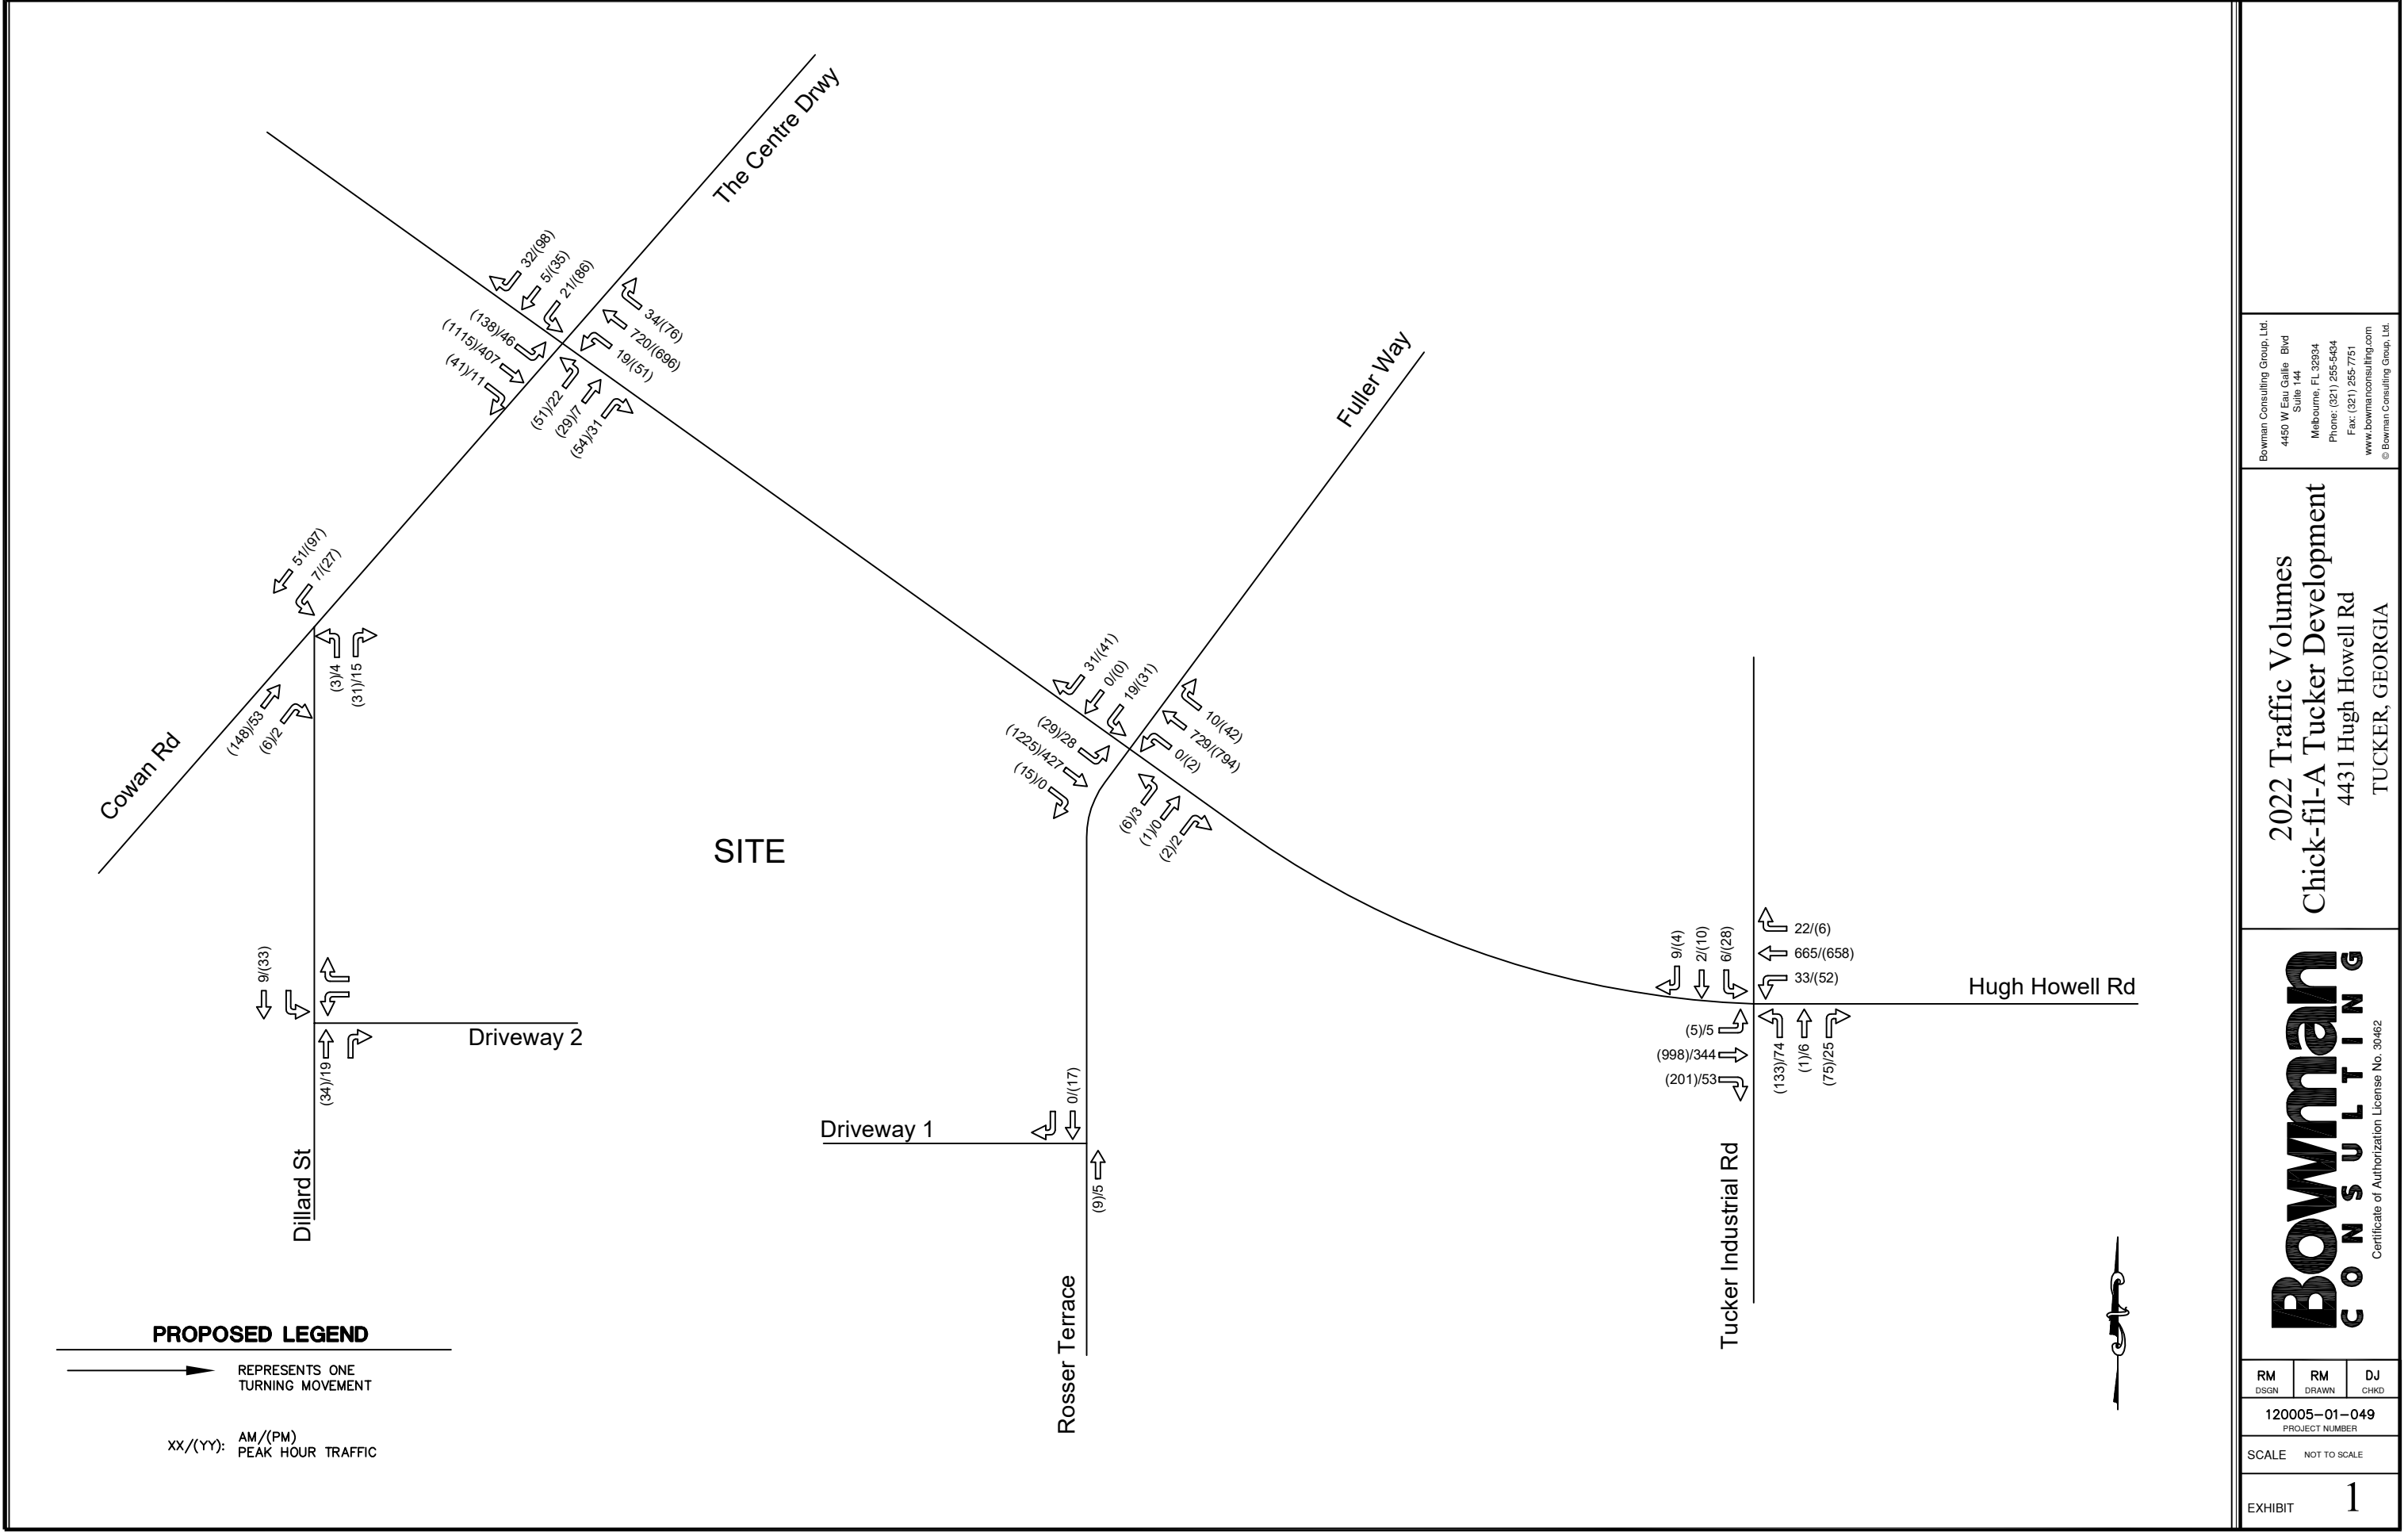 The Centre Drwy
32/(98)
5/(35)
21/(86)
34/(76)
720/(696)
19/(51)
(138)/46
(1115)/407
(41)/11
(51)/22
(29)/7
(54)/31
Fuller Way
51/(97)
7/(27)
(3)/4
(31)/15
(148)/53
(6)/2
Cowan Rd
31/(41)
0/(0)
19/(31)
10/(42)
729/(794)
0/(2)
(29)/28
(1225)/427
(15)/0
(6)/3
(1)/0
(2)/2
SITE
9/(4)
2/(10)
6/(28)
22/(6)
665/(658)
33/(52)
Hugh Howell Rd
(5)/5
(998)/344
(201)/53
(133)/74
(1)/6
(75)/25
9/(33)
Driveway 2
(34)/19
Dillard St
0/(17)
Driveway 1
(9)/5
Rosser Terrace
Tucker Industrial Rd
PROPOSED LEGEND
REPRESENTS ONE
TURNING MOVEMENT
XX/(YY):
AM/(PM)
PEAK HOUR TRAFFIC
Bowman Consulting Group, Ltd.
4450 W Eau Gallie Blvd
Suite 144
Melbourne, FL 32934
Phone: (321) 255-5434
Fax: (321) 255-7751
www.bowmanconsulting.com
© Bowman Consulting Group, Ltd.
2022 Traffic Volumes
Chick-fil-A Tucker Development
4431 Hugh Howell Rd
TUCKER, GEORGIA
Bowman
CONSULTING
Certificate of Authorization License No. 30462
RM RM DJ
DSGN DRAWN CHKD
120005-01-049
PROJECT NUMBER
SCALE NOT TO SCALE
EXHIBIT 1